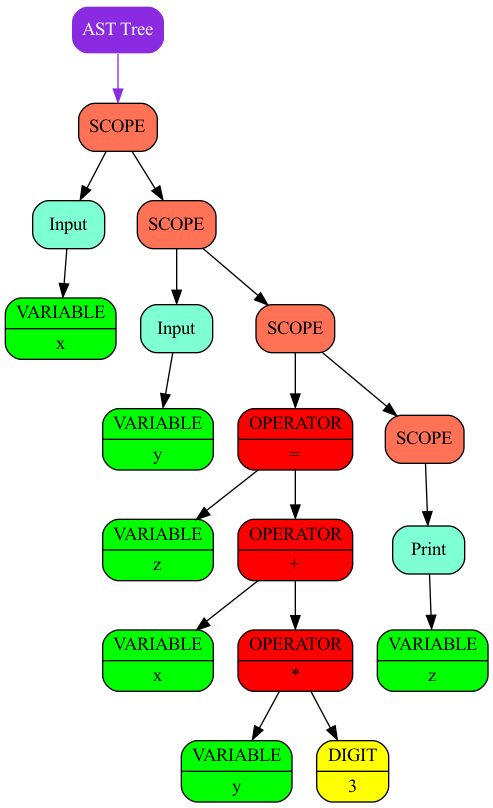 AST Tree
SCOPE
Input
SCOPE
VARIABLE
x
Input
SCOPE
VARIABLE
y
OPERATOR
=
SCOPE
VARIABLE
z
OPERATOR
+
Print
VARIABLE
x
OPERATOR
*
VARIABLE
z
VARIABLE
y
DIGIT
3